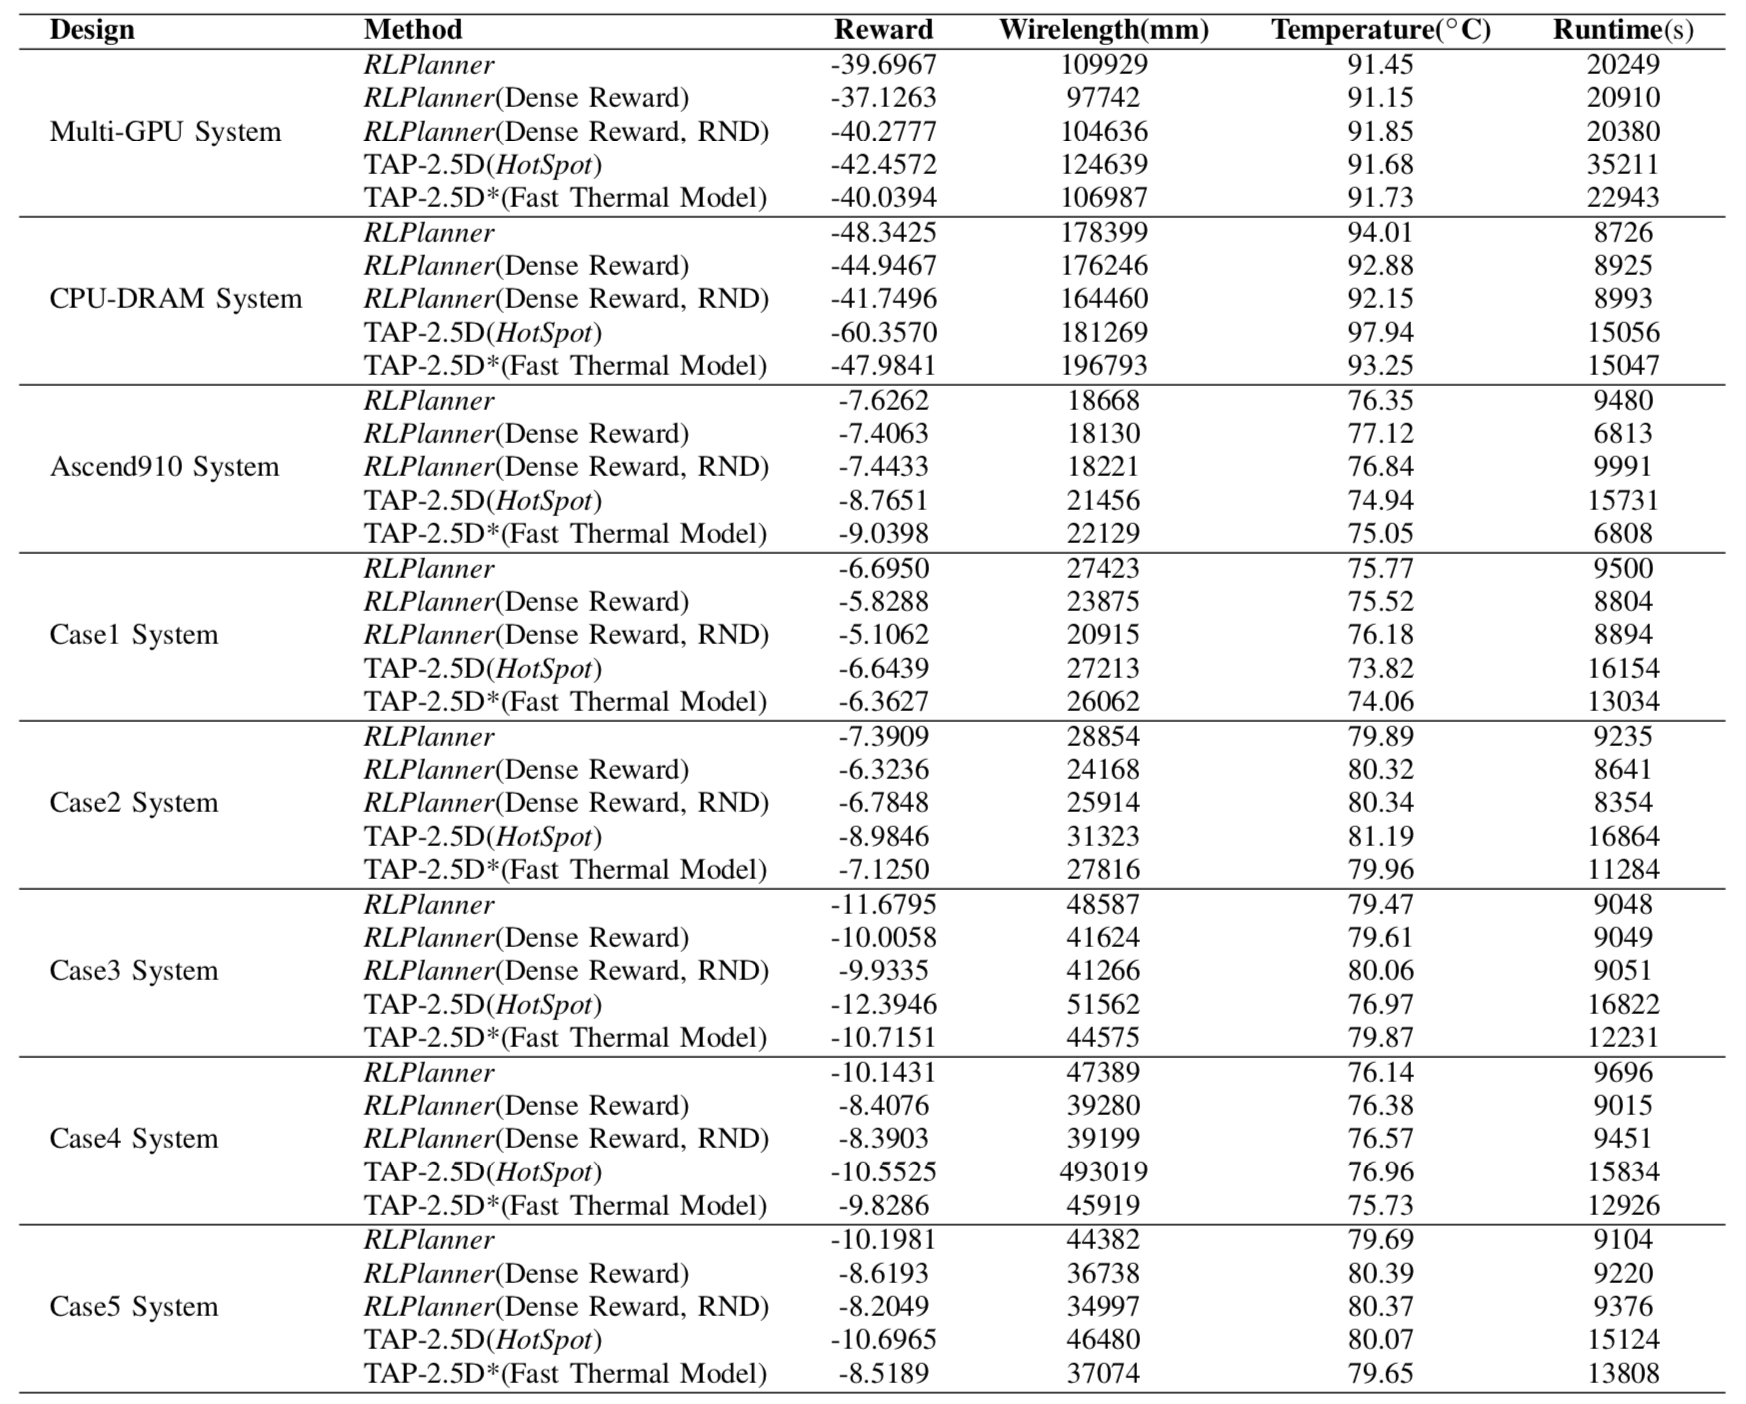 Design Method Reward Wirelength(mm) Temperature(°C) Runtime(s)
RLPlanner -39.6967 109929 91.45 20249
RLPlanner(Dense Reward) -37.1263 97742 91.15 20910
Multi-GPU System RLPlanner(Dense Reward, RND) -40.2777 104636 91.85 20380
TAP-2.5D(HotSpot) -42.4572 124639 91.68 35211
TAP-2.5D*(Fast Thermal Model) -40.0394 106987 91.73 22943
RLPlanner -48.3425 178399 94.01 8726
RLPlanner(Dense Reward) -44.9467 176246 92.88 8925
CPU-DRAM System RLPlanner(Dense Reward, RND) -41.7496 164460 92.15 8993
TAP-2.5D(HotSpot) -60.3570 181269 97.94 15056
TAP-2.5D*(Fast Thermal Model) -47.9841 196793 93.25 15047
RLPlanner -7.6262 18668 76.35 9480
RLPlanner(Dense Reward) -7.4063 18130 77.12 6813
Ascend910 System RLPlanner(Dense Reward, RND) -7.4433 18221 76.84 9991
TAP-2.5D(HotSpot) -8.7651 21456 74.94 15731
TAP-2.5D*(Fast Thermal Model) -9.0398 22129 75.05 6808
RLPlanner -6.6950 27423 75.77 9500
RLPlanner(Dense Reward) -5.8288 23875 75.52 8804
Case1 System RLPlanner(Dense Reward, RND) -5.1062 20915 76.18 8894
TAP-2.5D(HotSpot) -6.6439 27213 73.82 16154
TAP-2.5D*(Fast Thermal Model) -6.3627 26062 74.06 13034
RLPlanner -7.3909 28854 79.89 9235
RLPlanner(Dense Reward) -6.3236 24168 80.32 8641
Case2 System RLPlanner(Dense Reward, RND) -6.7848 25914 80.34 8354
TAP-2.5D(HotSpot) -8.9846 31323 81.19 16864
TAP-2.5D*(Fast Thermal Model) -7.1250 27816 79.96 11284
RLPlanner -11.6795 48587 79.47 9048
RLPlanner(Dense Reward) -10.0058 41624 79.61 9049
Case3 System RLPlanner(Dense Reward, RND) -9.9335 41266 80.06 9051
TAP-2.5D(HotSpot) -12.3946 51562 76.97 16822
TAP-2.5D*(Fast Thermal Model) -10.7151 44575 79.87 12231
RLPlanner -10.1431 47389 76.14 9696
RLPlanner(Dense Reward) -8.4076 39280 76.38 9015
Case4 System RLPlanner(Dense Reward, RND) -8.3903 39199 76.57 9451
TAP-2.5D(HotSpot) -10.5525 493019 76.96 15834
TAP-2.5D*(Fast Thermal Model) -9.8286 45919 75.73 12926
RLPlanner -10.1981 44382 79.69 9104
RLPlanner(Dense Reward) -8.6193 36738 80.39 9220
Case5 System RLPlanner(Dense Reward, RND) -8.2049 34997 80.37 9376
TAP-2.5D(HotSpot) -10.6965 46480 80.07 15124
TAP-2.5D*(Fast Thermal Model) -8.5189 37074 79.65 13808